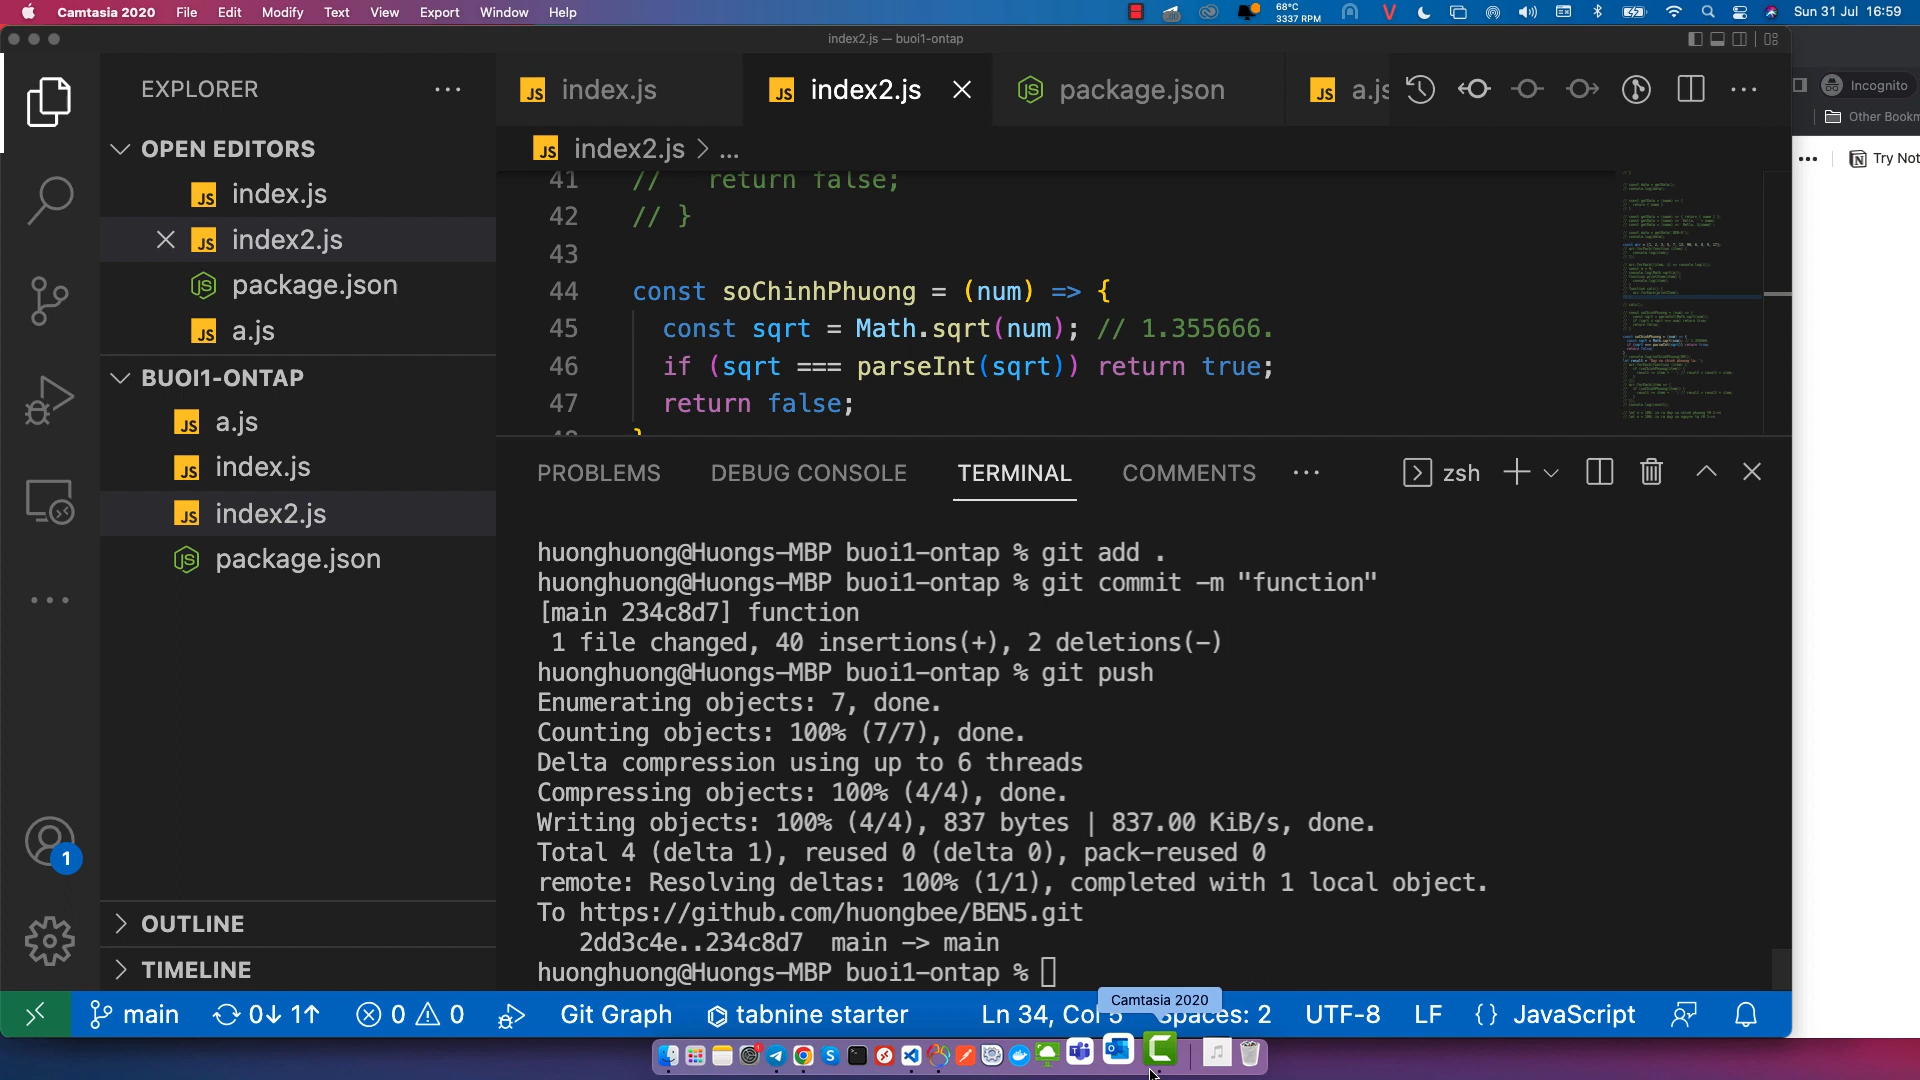 Camtasia 2020 File Edit Modify Text View Export Window Help
68°C
3337 RPM
Sun 31 Jul 16:59
index2.js — buoi1-ontap
EXPLORER
index.js
index2.js
package.json
a.js
Incognito
Other Bookm
index2.js > ...
Try Not
OPEN EDITORS
index.js
index2.js
package.json
a.js
BUOI1-ONTAP
a.js
index.js
index2.js
package.json
OUTLINE
TIMELINE
41 //   return false;
42 // }
43
44 const soChinhPhuong = (num) => {
45 const sqrt = Math.sqrt(num); // 1.355666.
46 if (sqrt === parseInt(sqrt)) return true;
47 return false;
48 }
PROBLEMS DEBUG CONSOLE TERMINAL COMMENTS zsh
huonghuong@Huongs-MBP buoi1-ontap % git add .
huonghuong@Huongs-MBP buoi1-ontap % git commit -m "function"
[main 234c8d7] function
1 file changed, 40 insertions(+), 2 deletions(-)
huonghuong@Huongs-MBP buoi1-ontap % git push
Enumerating objects: 7, done.
Counting objects: 100% (7/7), done.
Delta compression using up to 6 threads
Compressing objects: 100% (4/4), done.
Writing objects: 100% (4/4), 837 bytes | 837.00 KiB/s, done.
Total 4 (delta 1), reused 0 (delta 0), pack-reused 0
remote: Resolving deltas: 100% (1/1), completed with 1 local object.
To https://github.com/huongbee/BEN5.git
2dd3c4e..234c8d7  main -> main
huonghuong@Huongs-MBP buoi1-ontap %
1
Camtasia 2020
main 0↓ 1↑ 0 0 Git Graph tabnine starter Ln 34, Col 5 Spaces: 2 UTF-8 LF {} JavaScript